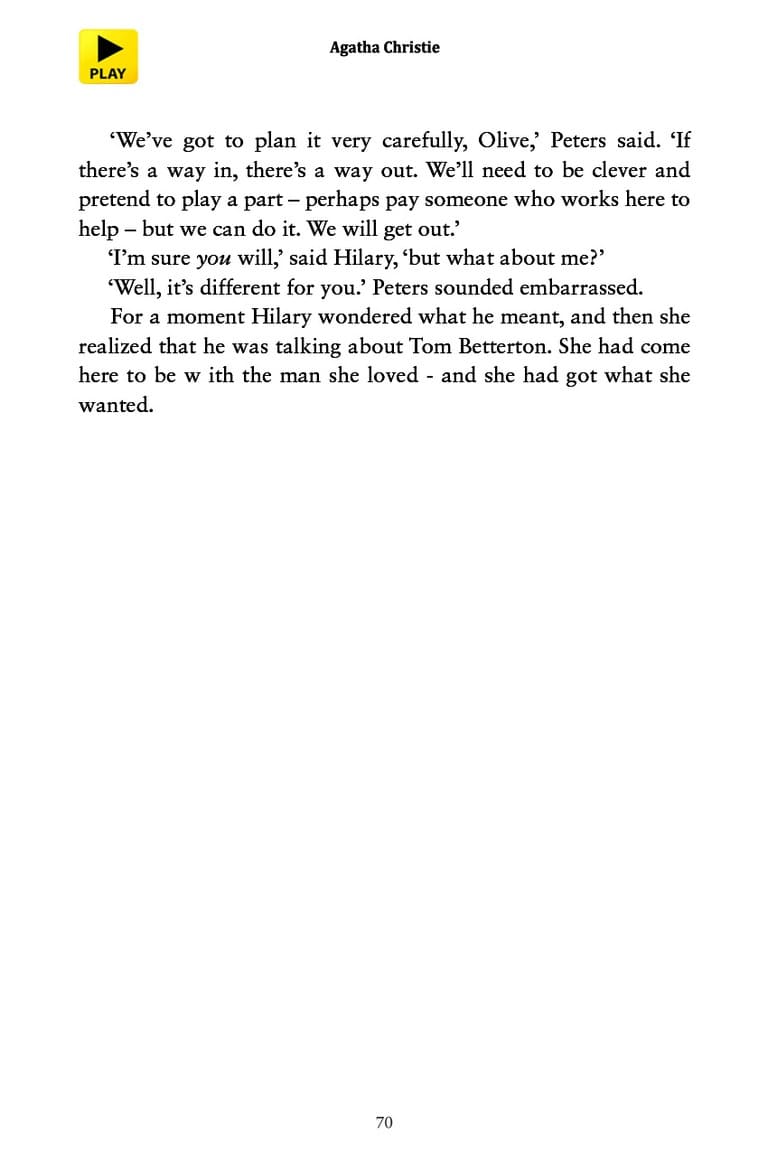 PLAY
Agatha Christie
‘We’ve got to plan it very carefully, Olive,’ Peters said. ‘If
there’s a way in, there’s a way out. We’ll need to be clever and
pretend to play a part – perhaps pay someone who works here to
help – but we can do it. We will get out.’
‘I’m sure you will,’ said Hilary, ‘but what about me?’
‘Well, it’s different for you.’ Peters sounded embarrassed.
For a moment Hilary wondered what he meant, and then she
realized that he was talking about Tom Betterton. She had come
here to be w ith the man she loved - and she had got what she
wanted.
70